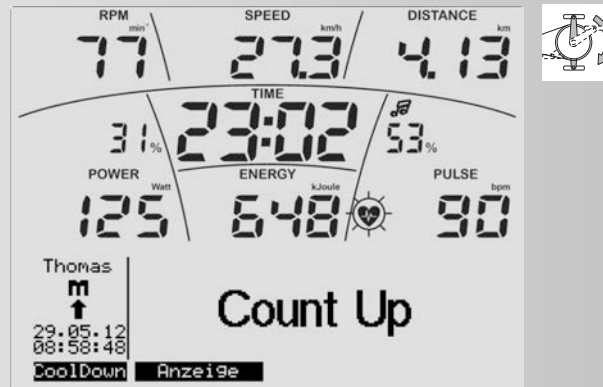 RPM SPEED DISTANCE
min⁻ km/h km
77 27.3 4.13
TIME
31% 23:02 53%
POWER ENERGY PULSE
Watt kJoule bpm
125 648 90
Thomas
m
29.05.12
08:58:48
Count Up
CoolDown Anzeige